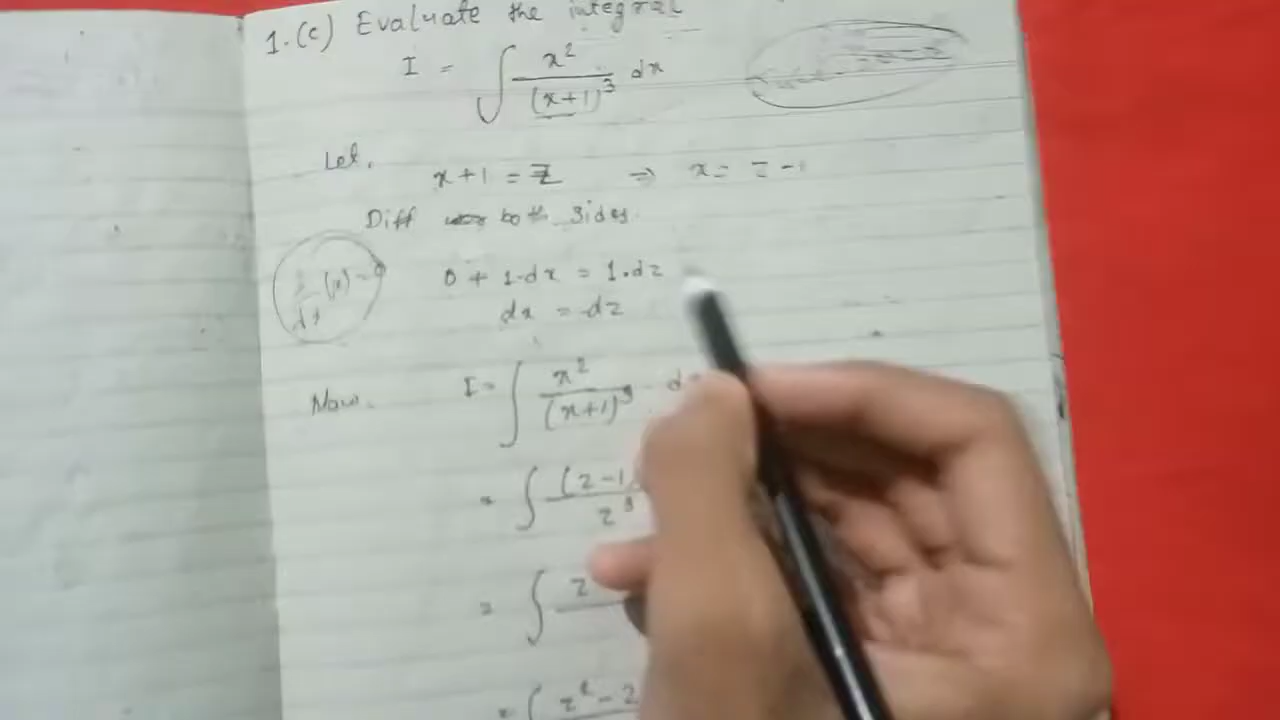 1.(c) Evaluate the integral
I = ∫ x²/(x+1)³ dx
Let,
x+1 = z ⇒ x = z -
Diff both sides.
0 + 1·dx = 1·dz
dx = dz
Now. I = ∫ x²/(x+1)³ d
= ∫ (z-1/z³
= ∫ z
= ∫ z² - 2